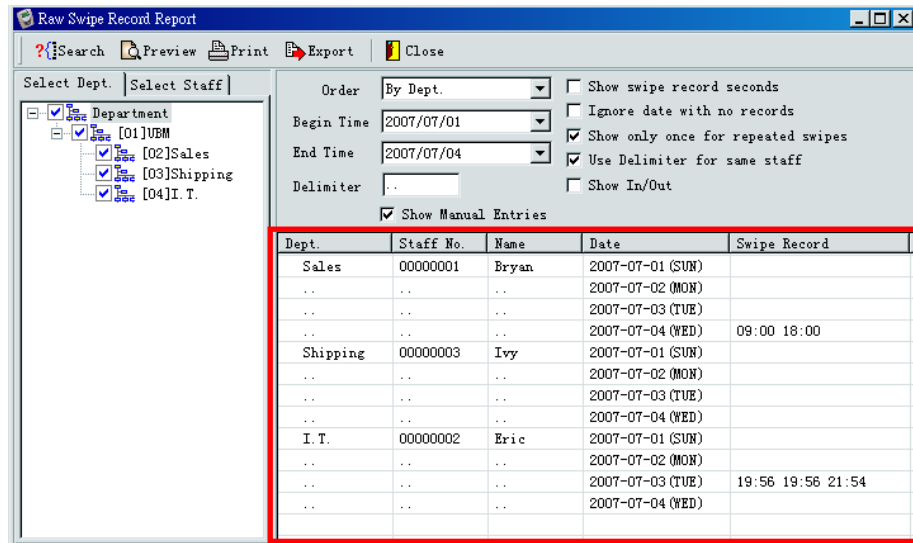 Raw Swipe Record Report
?{Search Preview Print Export Close
Select Dept. Select Staff
Department
[01]UBM
[02]Sales
[03]Shipping
[04]I.T.
Order By Dept.
Begin Time 2007/07/01
End Time 2007/07/04
Delimiter ..
Show Manual Entries
Show swipe record seconds
Ignore date with no records
Show only once for repeated swipes
Use Delimiter for same staff
Show In/Out
Dept. Staff No. Name Date Swipe Record
Sales 00000001 Bryan 2007-07-01(SUN)
.. .. .. 2007-07-02(MON)
.. .. .. 2007-07-03(TUE)
.. .. .. 2007-07-04(WED) 09:00 18:00
Shipping 00000003 Ivy 2007-07-01(SUN)
.. .. .. 2007-07-02(MON)
.. .. .. 2007-07-03(TUE)
.. .. .. 2007-07-04(WED)
I.T. 00000002 Eric 2007-07-01(SUN)
.. .. .. 2007-07-02(MON)
.. .. .. 2007-07-03(TUE) 19:56 19:56 21:54
.. .. .. 2007-07-04(WED)